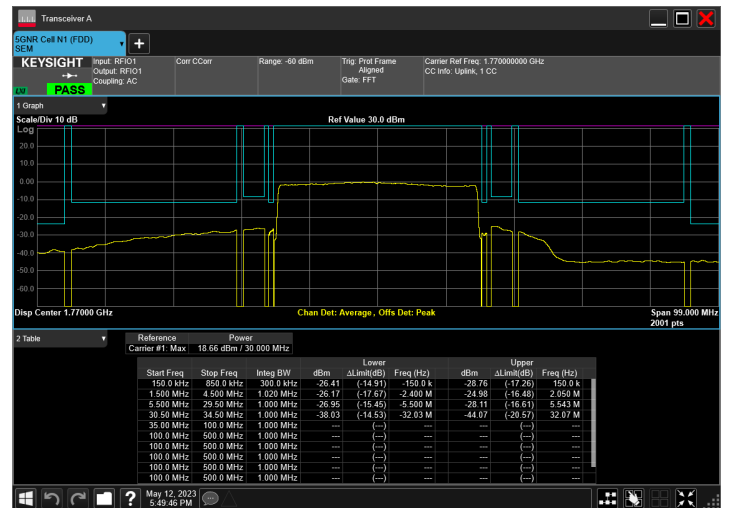 Transceiver A
5GNR Cell N1 (FDD)
SEM
KEYSIGHT Input: RFIO1 Corr CCorr Range: -60 dBm Trig: Prot Frame Carrier Ref Freq: 1.770000000 GHz
Output: RFIO1 Aligned CC Info: Uplink, 1 CC
Coupling: AC Gate: FFT
LXI PASS
1 Graph
Scale/Div 10 dB Ref Value 30.0 dBm
Log
20.0
10.0
0.00
-10.0
-20.0
-30.0
-40.0
-50.0
-60.0
Disp Center 1.77000 GHz Chan Det: Average , Offs Det: Peak Span 99.000 MHz
2001 pts
2 Table Reference Power
Carrier #1: Max 18.66 dBm / 30.000 MHz
Lower Upper
Start Freq Stop Freq Integ BW dBm ΔLimit(dB) Freq (Hz) dBm ΔLimit(dB) Freq (Hz)
150.0 kHz 850.0 kHz 300.0 kHz -26.41 (-14.91) -150.0 k -28.76 (-17.26) 150.0 k
1.500 MHz 4.500 MHz 1.020 MHz -26.17 (-17.67) -2.400 M -24.98 (-16.48) 2.050 M
5.500 MHz 29.50 MHz 1.000 MHz -26.95 (-15.45) -5.500 M -28.11 (-16.61) 5.543 M
30.50 MHz 34.50 MHz 1.000 MHz -38.03 (-14.53) -32.03 M -44.07 (-20.57) 32.07 M
35.00 MHz 100.0 MHz 1.000 MHz --- (---) --- --- (---) ---
100.0 MHz 500.0 MHz 1.000 MHz --- (---) --- --- (---) ---
100.0 MHz 500.0 MHz 1.000 MHz --- (---) --- --- (---) ---
100.0 MHz 500.0 MHz 1.000 MHz --- (---) --- --- (---) ---
100.0 MHz 500.0 MHz 1.000 MHz --- (---) --- --- (---) ---
100.0 MHz 500.0 MHz 1.000 MHz --- (---) --- --- (---) ---
May 12, 2023
5:49:46 PM